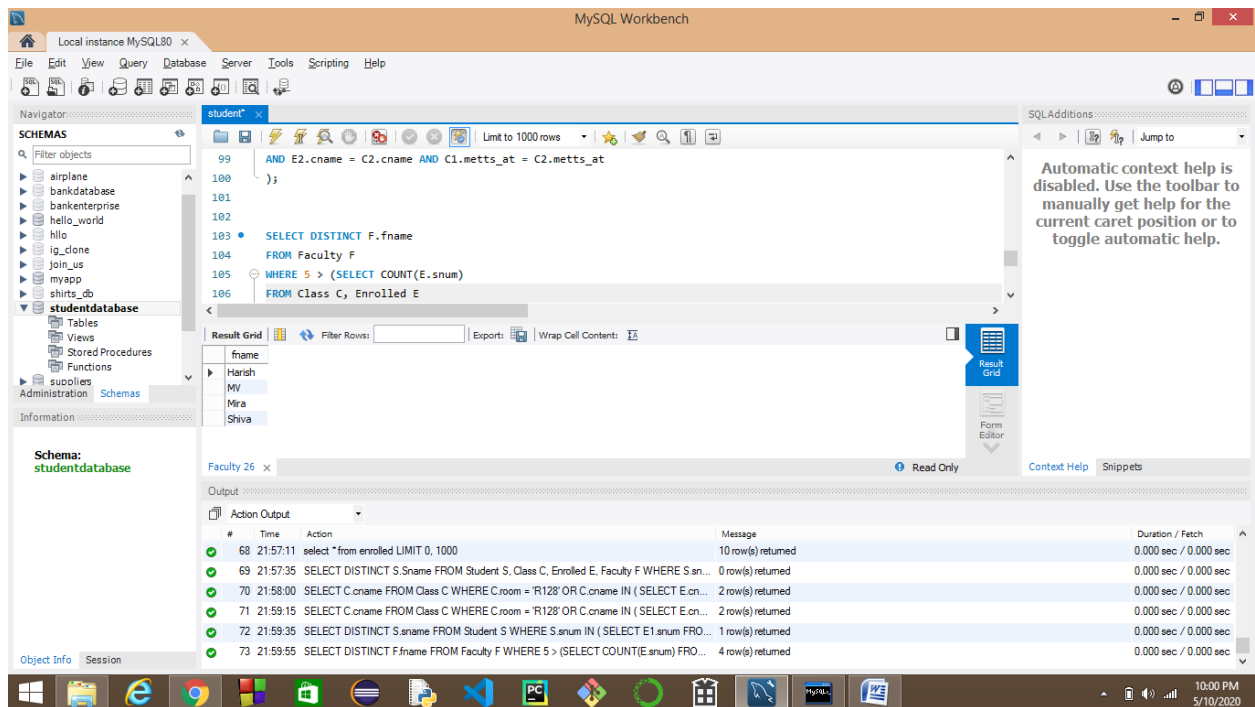 MySQL Workbench
Local instance MySQL80
File Edit View Query Database Server Tools Scripting Help
Navigator
SCHEMAS
Filter objects
airplane
bankdatabase
bankenterprise
hello_world
hllo
ig_clone
join_us
myapp
shirts_db
studentdatabase
Tables
Views
Stored Procedures
Functions
suppliers
Administration Schemas
Information
Schema:
studentdatabase
Object Info Session
student*
Limit to 1000 rows
99 AND E2.cname = C2.cname AND C1.metts_at = C2.metts_at
100 );
101
102
103 SELECT DISTINCT F.fname
104 FROM Faculty F
105 WHERE 5 > (SELECT COUNT(E.snum)
106 FROM Class C, Enrolled E
Result Grid Filter Rows: Export: Wrap Cell Content:
fname
Harish
MV
Mira
Shiva
Result
Grid
Form
Editor
Faculty 26 Read Only
SQLAdditions
Jump to
Automatic context help is
disabled. Use the toolbar to
manually get help for the
current caret position or to
toggle automatic help.
Context Help Snippets
Output
Action Output
# Time Action Message Duration / Fetch
68 21:57:11 select * from enrolled LIMIT 0, 1000 10 row(s) returned 0.000 sec / 0.000 sec
69 21:57:35 SELECT DISTINCT S.Sname FROM Student S, Class C, Enrolled E, Faculty F WHERE S.sn... 0 row(s) returned 0.000 sec / 0.000 sec
70 21:58:00 SELECT C.cname FROM Class C WHERE C.room = 'R128' OR C.cname IN ( SELECT E.cn... 2 row(s) returned 0.000 sec / 0.000 sec
71 21:59:15 SELECT C.cname FROM Class C WHERE C.room = 'R128' OR C.cname IN ( SELECT E.cn... 2 row(s) returned 0.000 sec / 0.000 sec
72 21:59:35 SELECT DISTINCT S.sname FROM Student S WHERE S.snum IN ( SELECT E1.snum FRO... 1 row(s) returned 0.000 sec / 0.000 sec
73 21:59:55 SELECT DISTINCT F.fname FROM Faculty F WHERE 5 > (SELECT COUNT(E.snum) FRO... 4 row(s) returned 0.000 sec / 0.000 sec
10:00 PM
5/10/2020